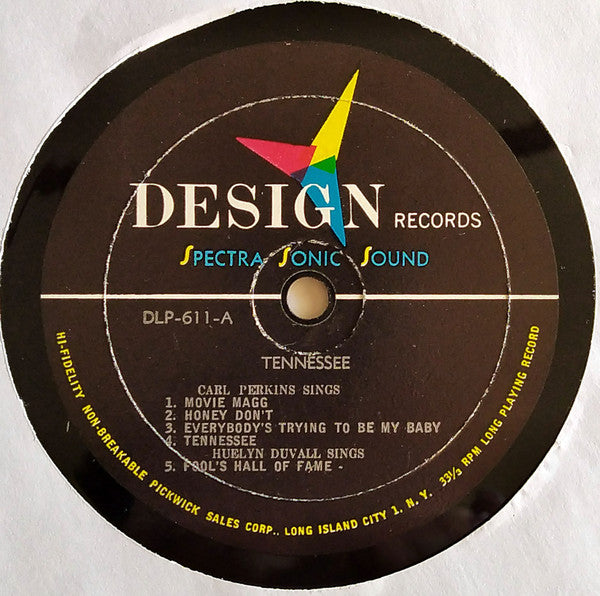 DESIGN RECORDS
SPECTRA SONIC SOUND
DLP-611-A
TENNESSEE
CARL PERKINS SINGS
1. MOVIE MAGG
2. HONEY DON'T
3. EVERYBODY'S TRYING TO BE MY BABY
4. TENNESSEE
HUELYN DUVALL SINGS
5. FOOL'S HALL OF FAME -
HI-FIDELITY NON-BREAKABLE PICKWICK SALES CORP., LONG ISLAND CITY 1, N. Y. 33⅓ RPM LONG PLAYING RECORD